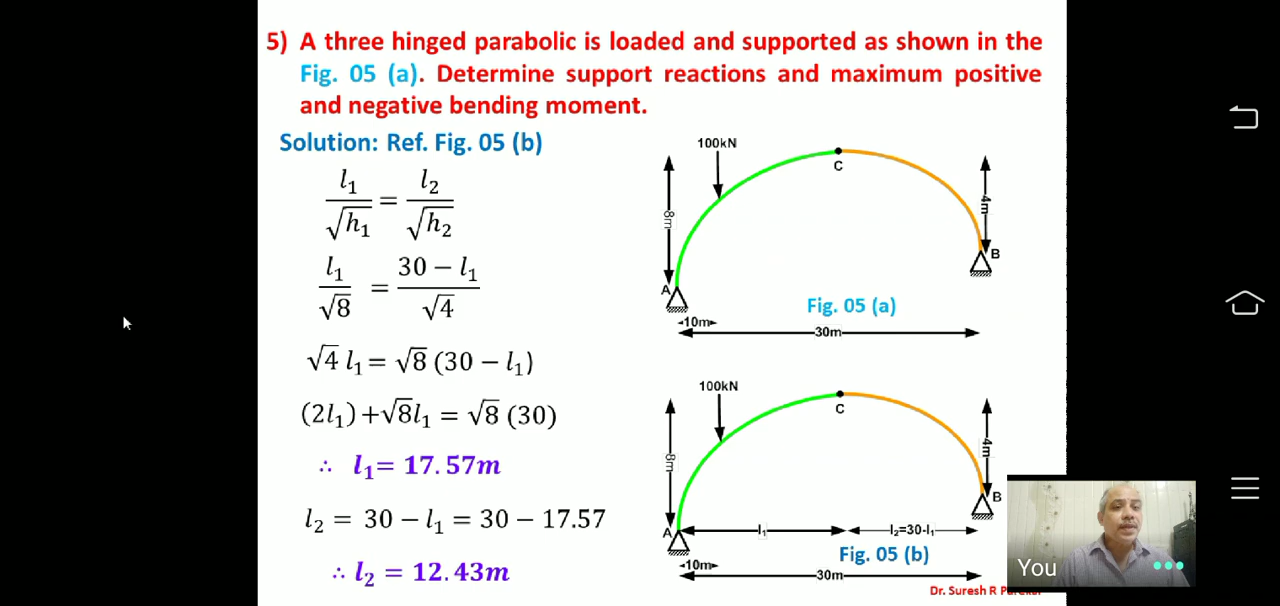 5) A three hinged parabolic is loaded and supported as shown in the
Fig. 05 (a). Determine support reactions and maximum positive
and negative bending moment.
Solution: Ref. Fig. 05 (b)
l₁/√h₁ = l₂/√h₂
l₁/√8 = (30 − l₁)/√4
√4 l₁ = √8 (30 − l₁)
(2l₁) +√8l₁ = √8 (30)
∴ l₁= 17.57m
l₂ = 30 − l₁ = 30 − 17.57
∴ l₂ = 12.43m
100kN
C
8m
4m
A
B
10m
30m
Fig. 05 (a)
100kN
C
8m
4m
A
B
l₁
l₂=30-l₁
10m
30m
Fig. 05 (b)
Dr. Suresh R
You